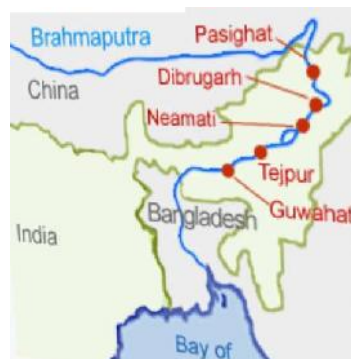 Pasighat
Brahmaputra
Dibrugarh
China
Neamati
Tejpur
Guwahat
Bangladesh
India
Bay of